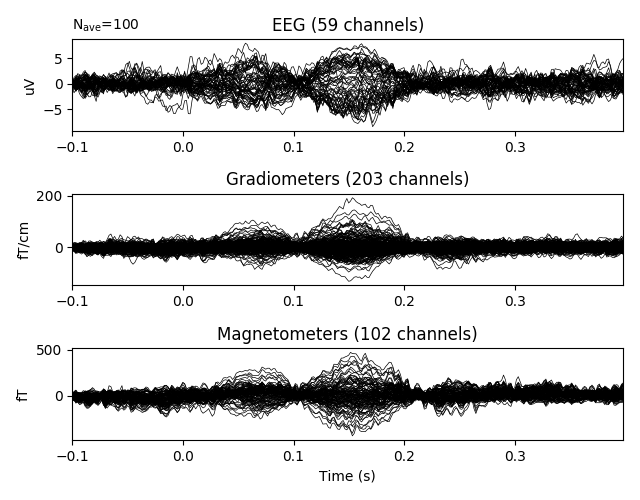 N_ave=100
EEG (59 channels)
5
0
−5
uV
−0.1 0.0 0.1 0.2 0.3
Gradiometers (203 channels)
200
0
fT/cm
−0.1 0.0 0.1 0.2 0.3
Magnetometers (102 channels)
500
0
fT
−0.1 0.0 0.1 0.2 0.3
Time (s)